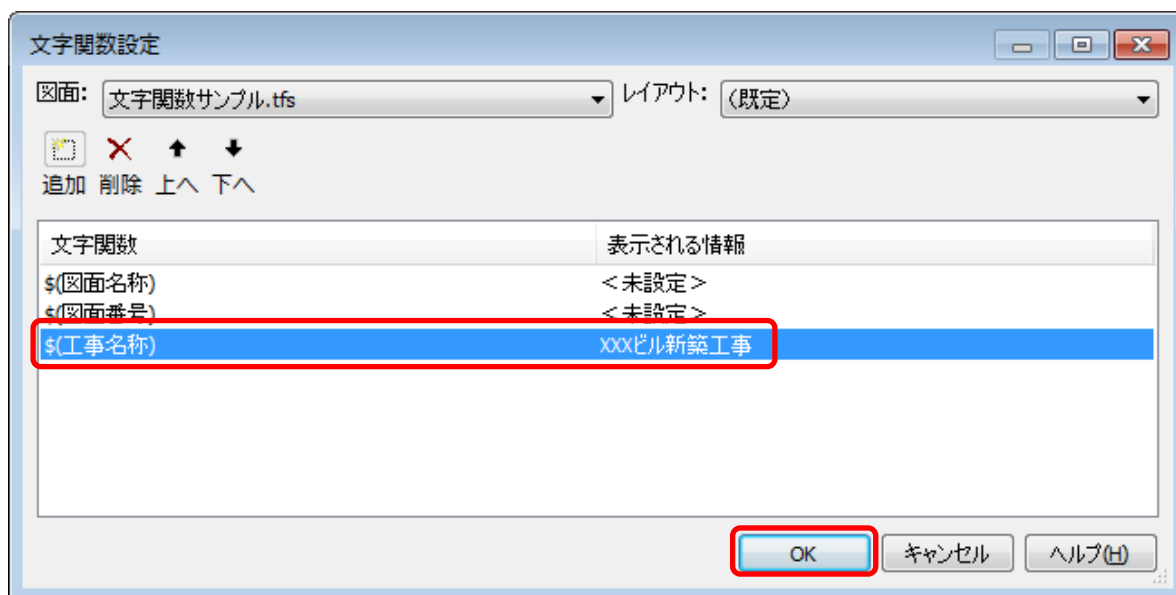 文字関数設定
図面: 文字関数サンプル.tfs レイアウト: (既定)
追加 削除 上へ 下へ
文字関数 表示される情報
$(図面名称) <未設定>
$(図面番号) <未設定>
$(工事名称) XXXビル新築工事
OK キャンセル ヘルプ(H)